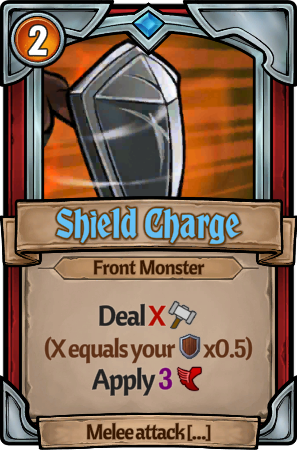 2
Shield Charge
Front Monster
Deal X
(X equals your x0.5)
Apply 3
Melee attack [...]